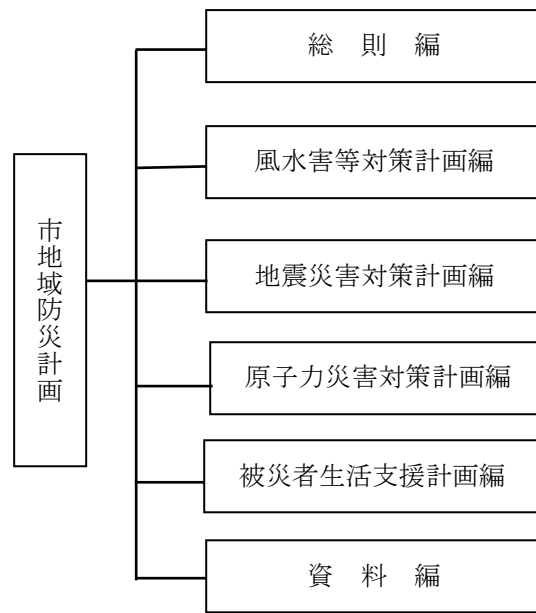 市地域防災計画
総　則　編
風水害等対策計画編
地震災害対策計画編
原子力災害対策計画編
被災者生活支援計画編
資　料　編